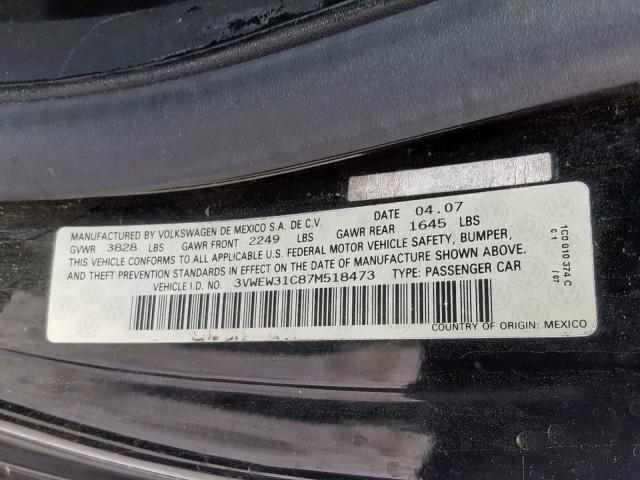 MANUFACTURED BY VOLKSWAGEN DE MEXICO S.A. DE C.V. DATE 04.07
GVWR 3828 LBS GAWR FRONT 2249 LBS GAWR REAR 1645 LBS
THIS VEHICLE CONFORMS TO ALL APPLICABLE U.S. FEDERAL MOTOR VEHICLE SAFETY, BUMPER,
AND THEFT PREVENTION STANDARDS IN EFFECT ON THE DATE OF MANUFACTURE SHOWN ABOVE.
VEHICLE I.D. NO. 3VWEW31C87M518473 TYPE: PASSENGER CAR
COUNTRY OF ORIGIN: MEXICO
1C0 010 374 C
C1 / 07